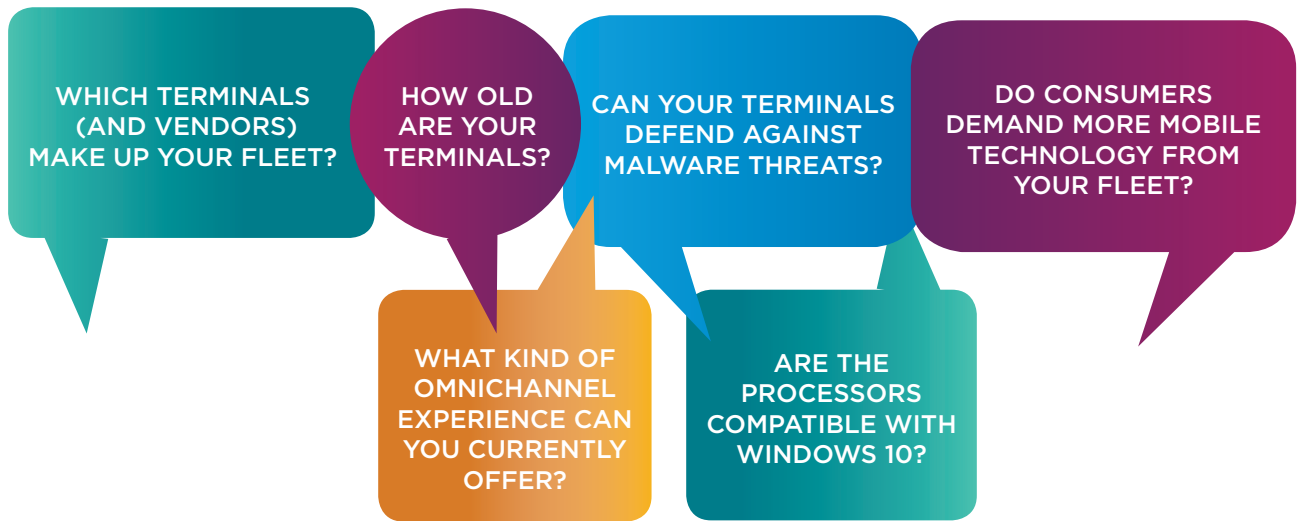 WHICH TERMINALS
(AND VENDORS)
MAKE UP YOUR FLEET?
HOW OLD
ARE YOUR
TERMINALS?
CAN YOUR TERMINALS
DEFEND AGAINST
MALWARE THREATS?
DO CONSUMERS
DEMAND MORE MOBILE
TECHNOLOGY FROM
YOUR FLEET?
WHAT KIND OF
OMNICHANNEL
EXPERIENCE CAN
YOU CURRENTLY
OFFER?
ARE THE
PROCESSORS
COMPATIBLE WITH
WINDOWS 10?